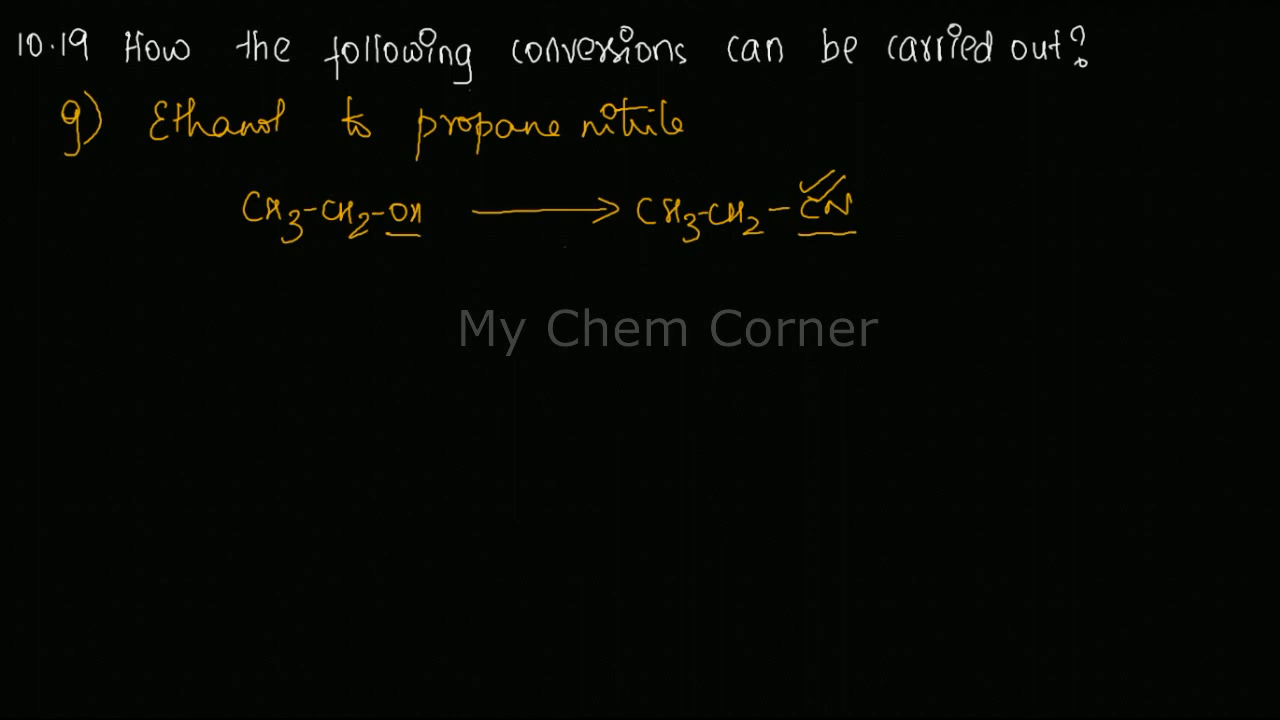 10.19 How the following conversions can be carried out?
g) Ethanol to propane nitrile
CH3-CH2-OH ⟶ CH3-CH2-CN
My Chem Corner